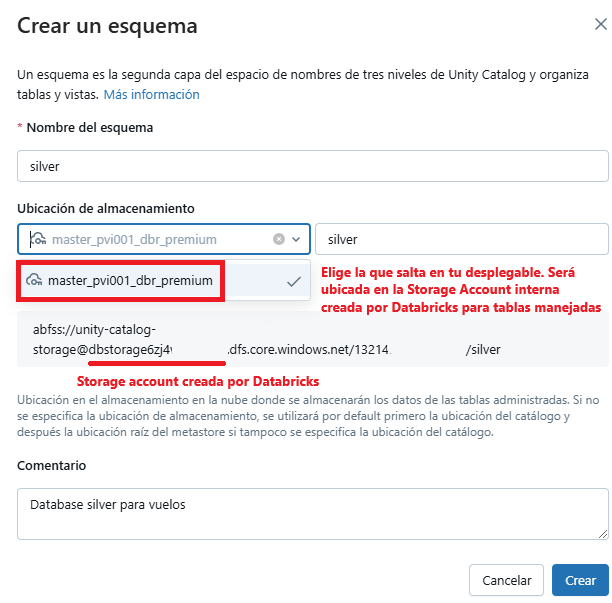 Crear un esquema
Un esquema es la segunda capa del espacio de nombres de tres niveles de Unity Catalog y organiza
tablas y vistas. Más información
* Nombre del esquema
silver
Ubicación de almacenamiento
master_pvi001_dbr_premium
silver
master_pvi001_dbr_premium
Elige la que salta en tu desplegable. Será
ubicada en la Storage Account interna
creada por Databricks para tablas manejadas
abfss://unity-catalog-
storage@dbstorage6zj4 .dfs.core.windows.net/13214 /silver
Storage account creada por Databricks
Ubicación en el almacenamiento en la nube donde se almacenarán los datos de las tablas administradas. Si no
se especifica la ubicación de almacenamiento, se utilizará por default primero la ubicación del catálogo y
después la ubicación raíz del metastore si tampoco se especifica la ubicación del catálogo.
Comentario
Database silver para vuelos
Cancelar
Crear